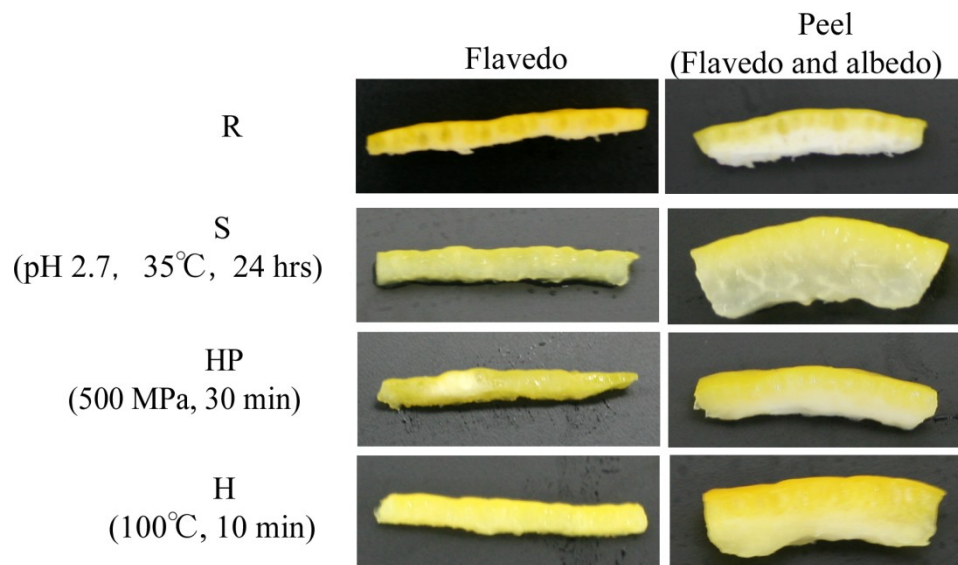 Flavedo
Peel
(Flavedo and albedo)
R
S
(pH 2.7, 35℃, 24 hrs)
HP
(500 MPa, 30 min)
H
(100℃, 10 min)